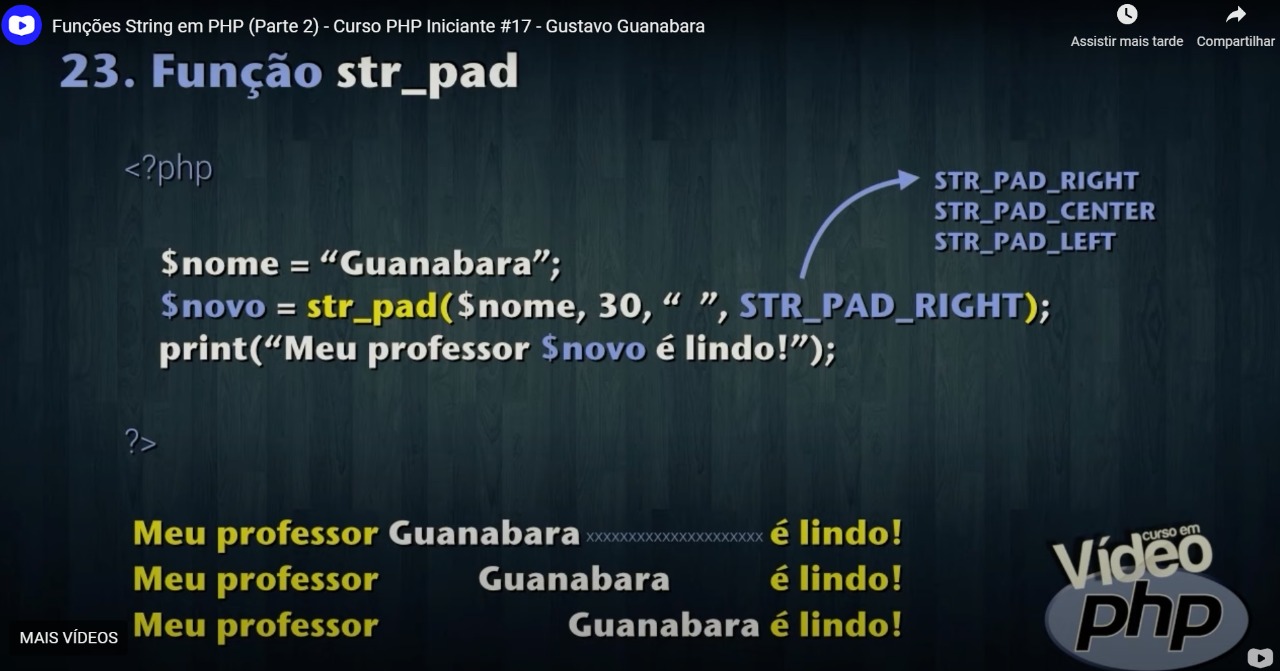 Funções String em PHP (Parte 2) - Curso PHP Iniciante #17 - Gustavo Guanabara
Assistir mais tarde
Compartilhar
23. Função str_pad
<?php
STR_PAD_RIGHT
STR_PAD_CENTER
STR_PAD_LEFT
$nome = “Guanabara”;
$novo = str_pad($nome, 30, “ ”, STR_PAD_RIGHT);
print(“Meu professor $novo é lindo!”);
?>
Meu professor Guanabara xxxxxxxxxxxxxxxxxxxxx é lindo!
Meu professor Guanabara é lindo!
Meu professor Guanabara é lindo!
MAIS VÍDEOS
curso em
Vídeo
php